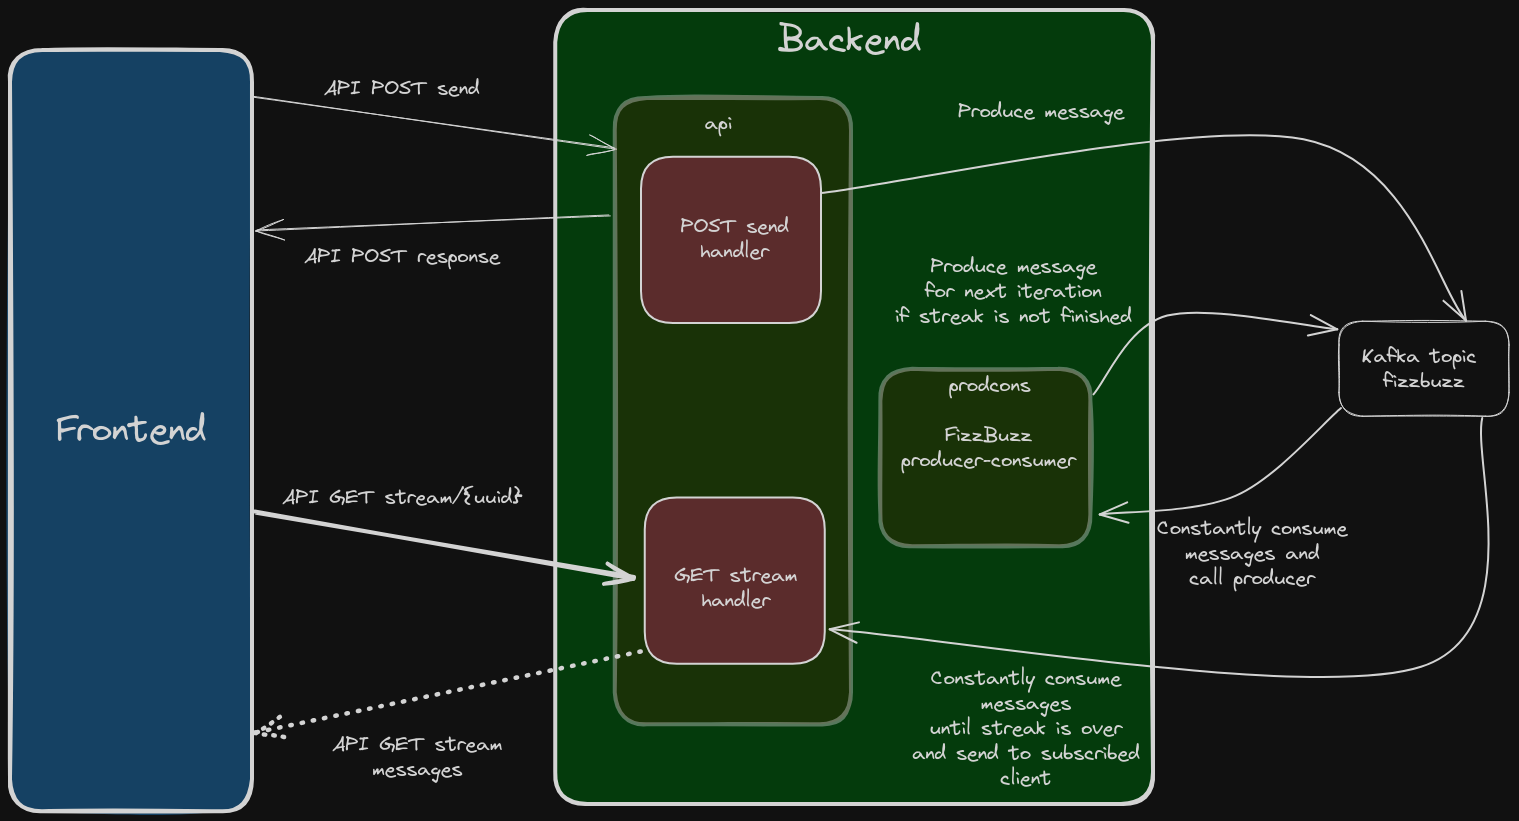 Backend
API POST send
Produce message
api
POST send
handler
API POST response
Produce message
for next iteration
if streak is not finished
Kafka topic
fizzbuzz
prodcons
FizzBuzz
producer-consumer
Frontend
API GET stream/{uuid}
Constantly consume
messages and
call producer
GET stream
handler
Constantly consume
messages
until streak is over
and send to subscribed
client
API GET stream
messages